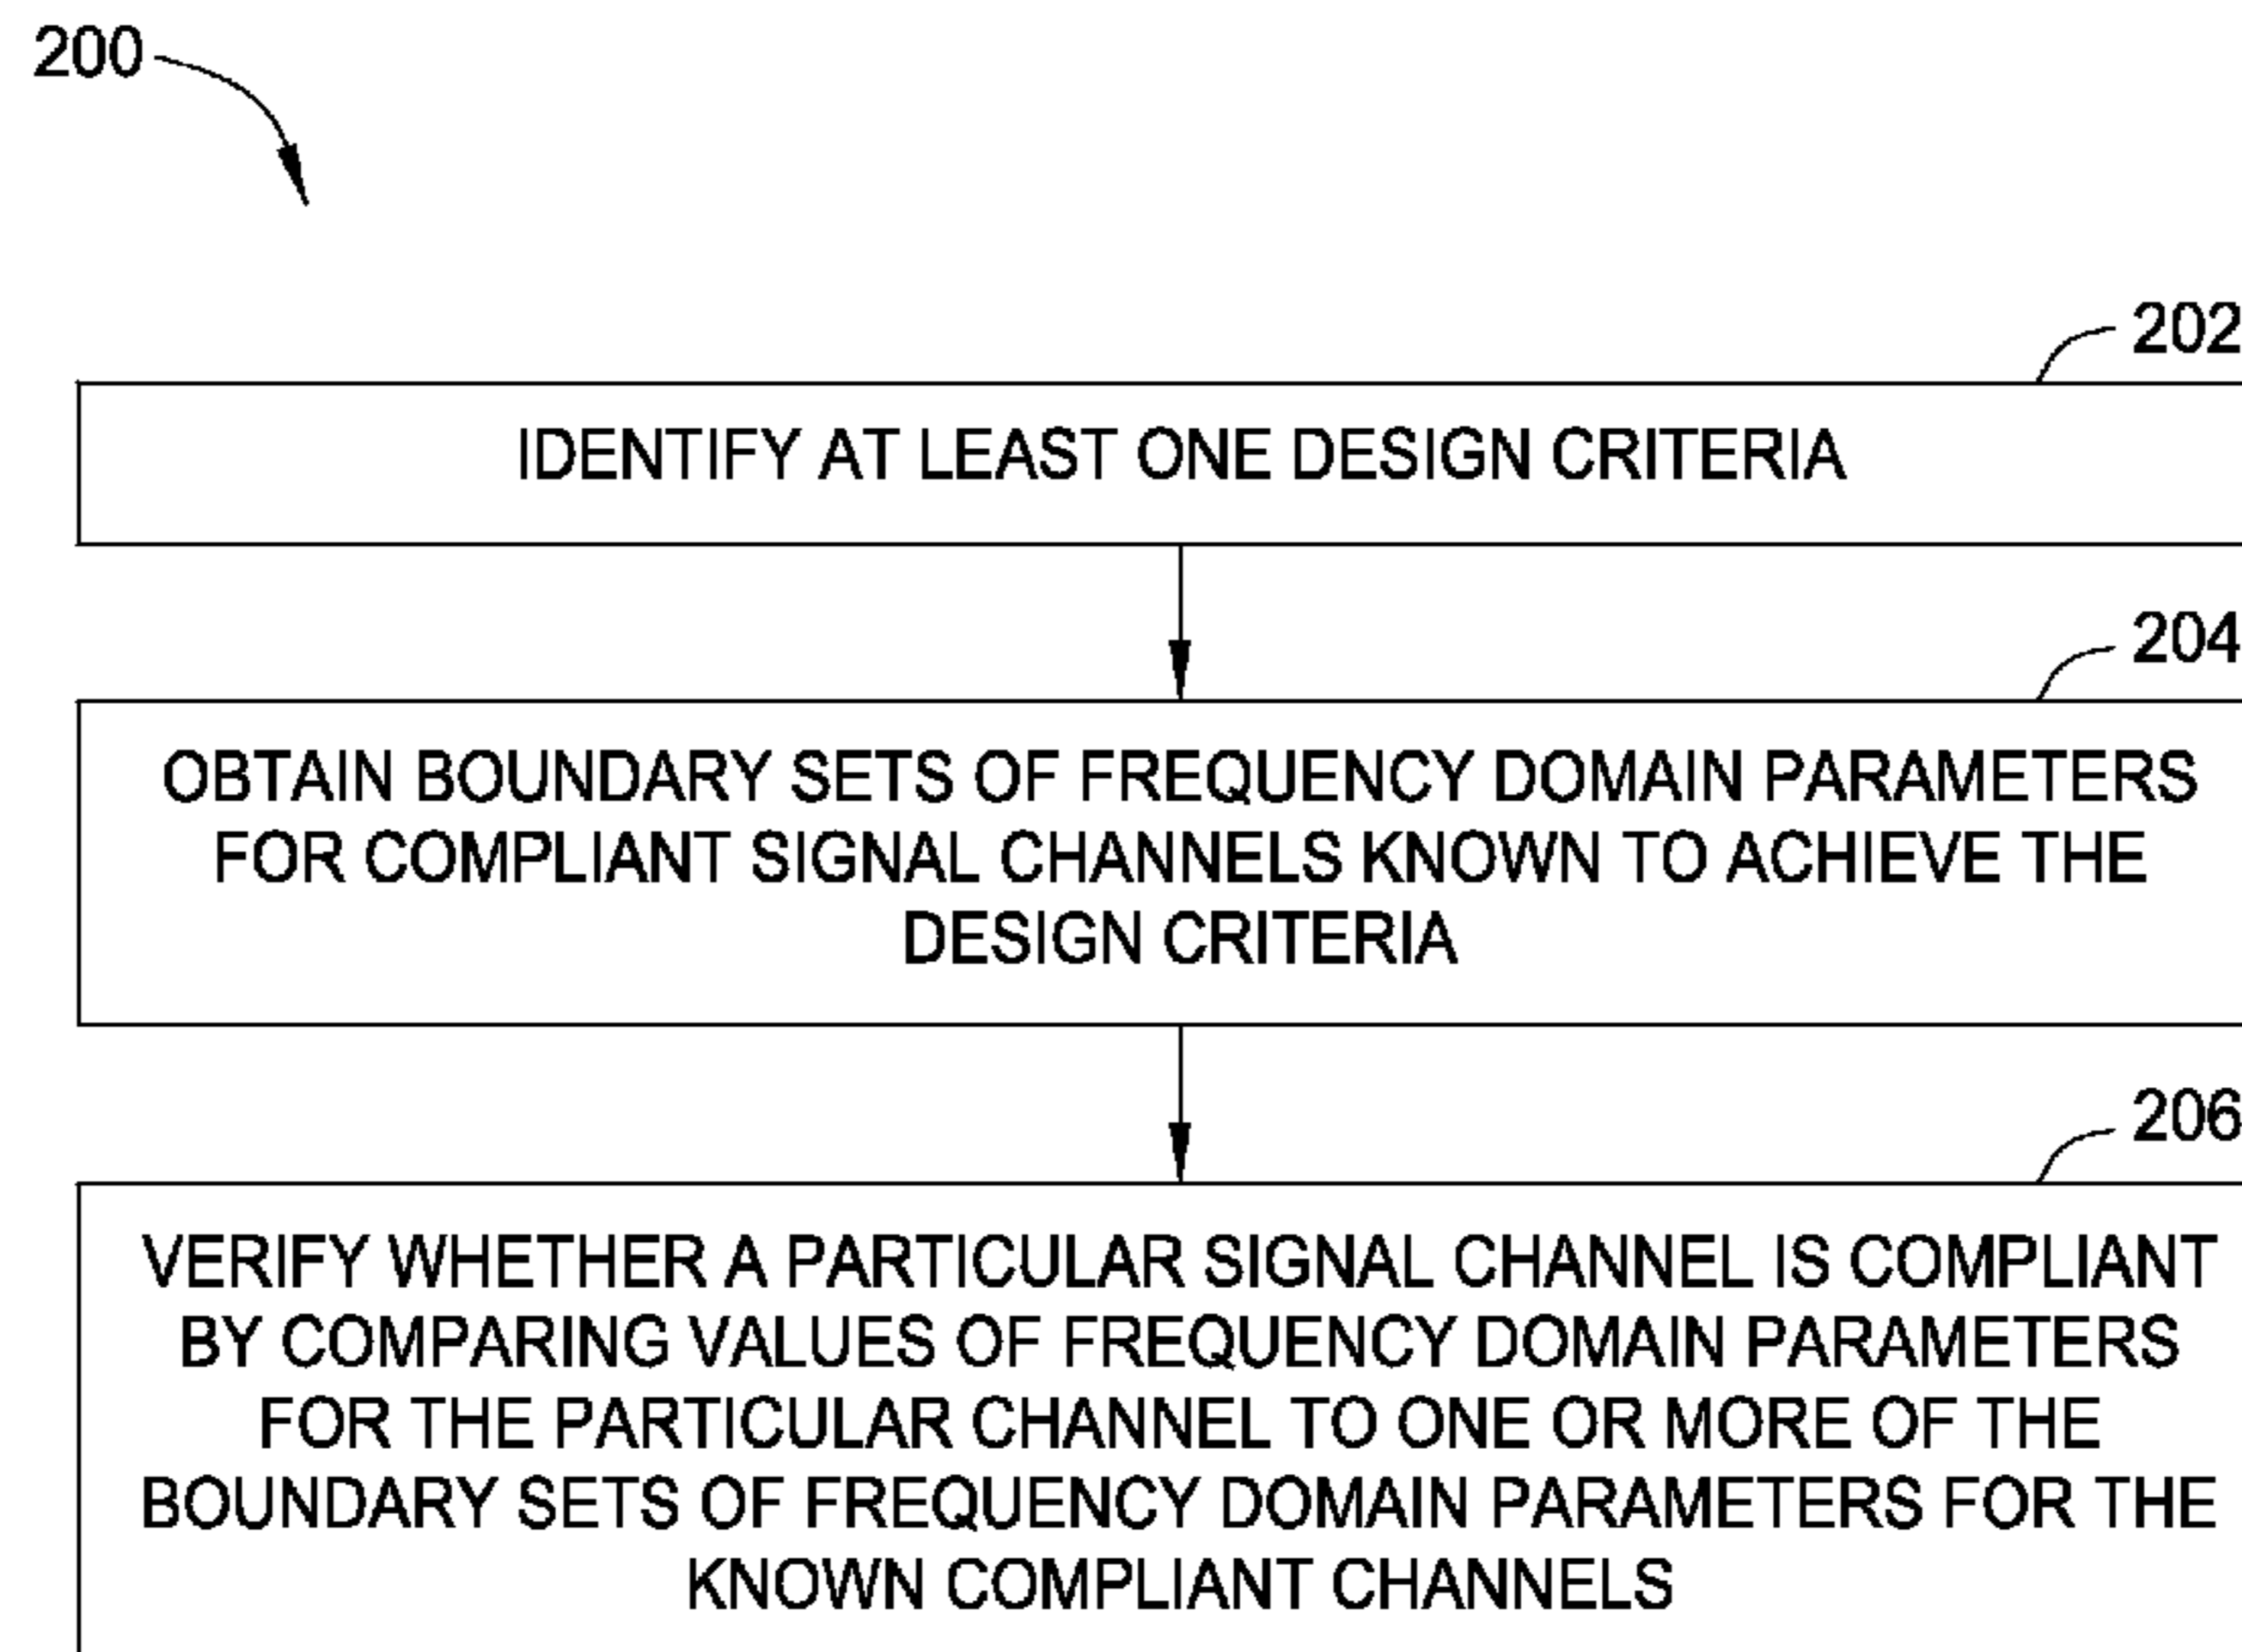 200
202
IDENTIFY AT LEAST ONE DESIGN CRITERIA
204
OBTAIN BOUNDARY SETS OF FREQUENCY DOMAIN PARAMETERS
FOR COMPLIANT SIGNAL CHANNELS KNOWN TO ACHIEVE THE
DESIGN CRITERIA
206
VERIFY WHETHER A PARTICULAR SIGNAL CHANNEL IS COMPLIANT
BY COMPARING VALUES OF FREQUENCY DOMAIN PARAMETERS
FOR THE PARTICULAR CHANNEL TO ONE OR MORE OF THE
BOUNDARY SETS OF FREQUENCY DOMAIN PARAMETERS FOR THE
KNOWN COMPLIANT CHANNELS